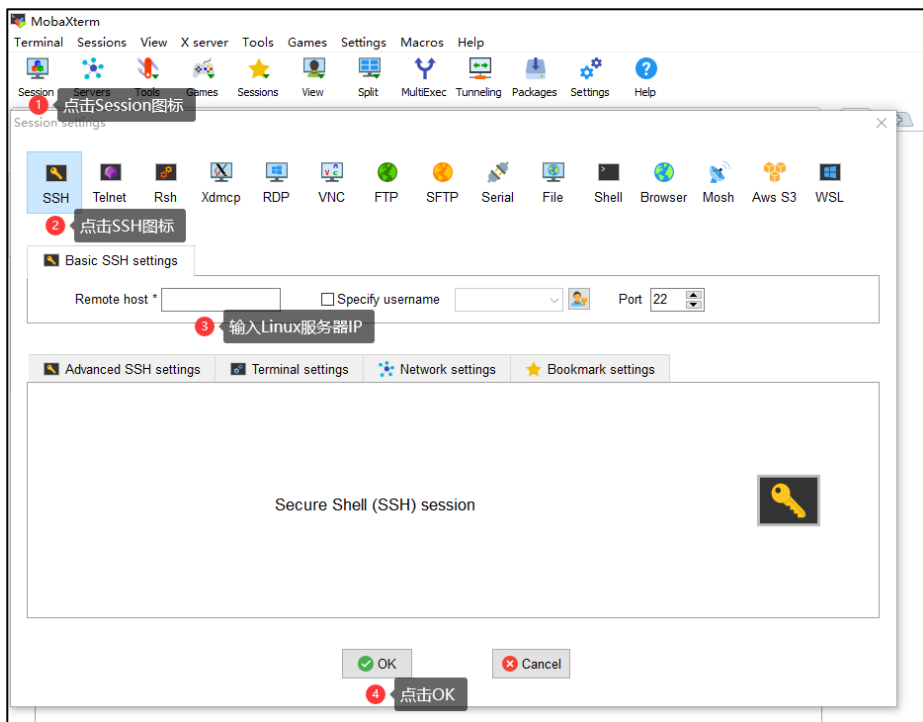 MobaXterm
Terminal Sessions View X server Tools Games Settings Macros Help
Session Servers Tools Games Sessions View Split MultiExec Tunneling Packages Settings Help
1 点击Session图标
Session settings
SSH Telnet Rsh Xdmcp RDP VNC FTP SFTP Serial File Shell Browser Mosh Aws S3 WSL
2 点击SSH图标
Basic SSH settings
Remote host * Specify username Port 22
3 输入Linux服务器IP
Advanced SSH settings Terminal settings Network settings Bookmark settings
Secure Shell (SSH) session
OK Cancel
4 点击OK